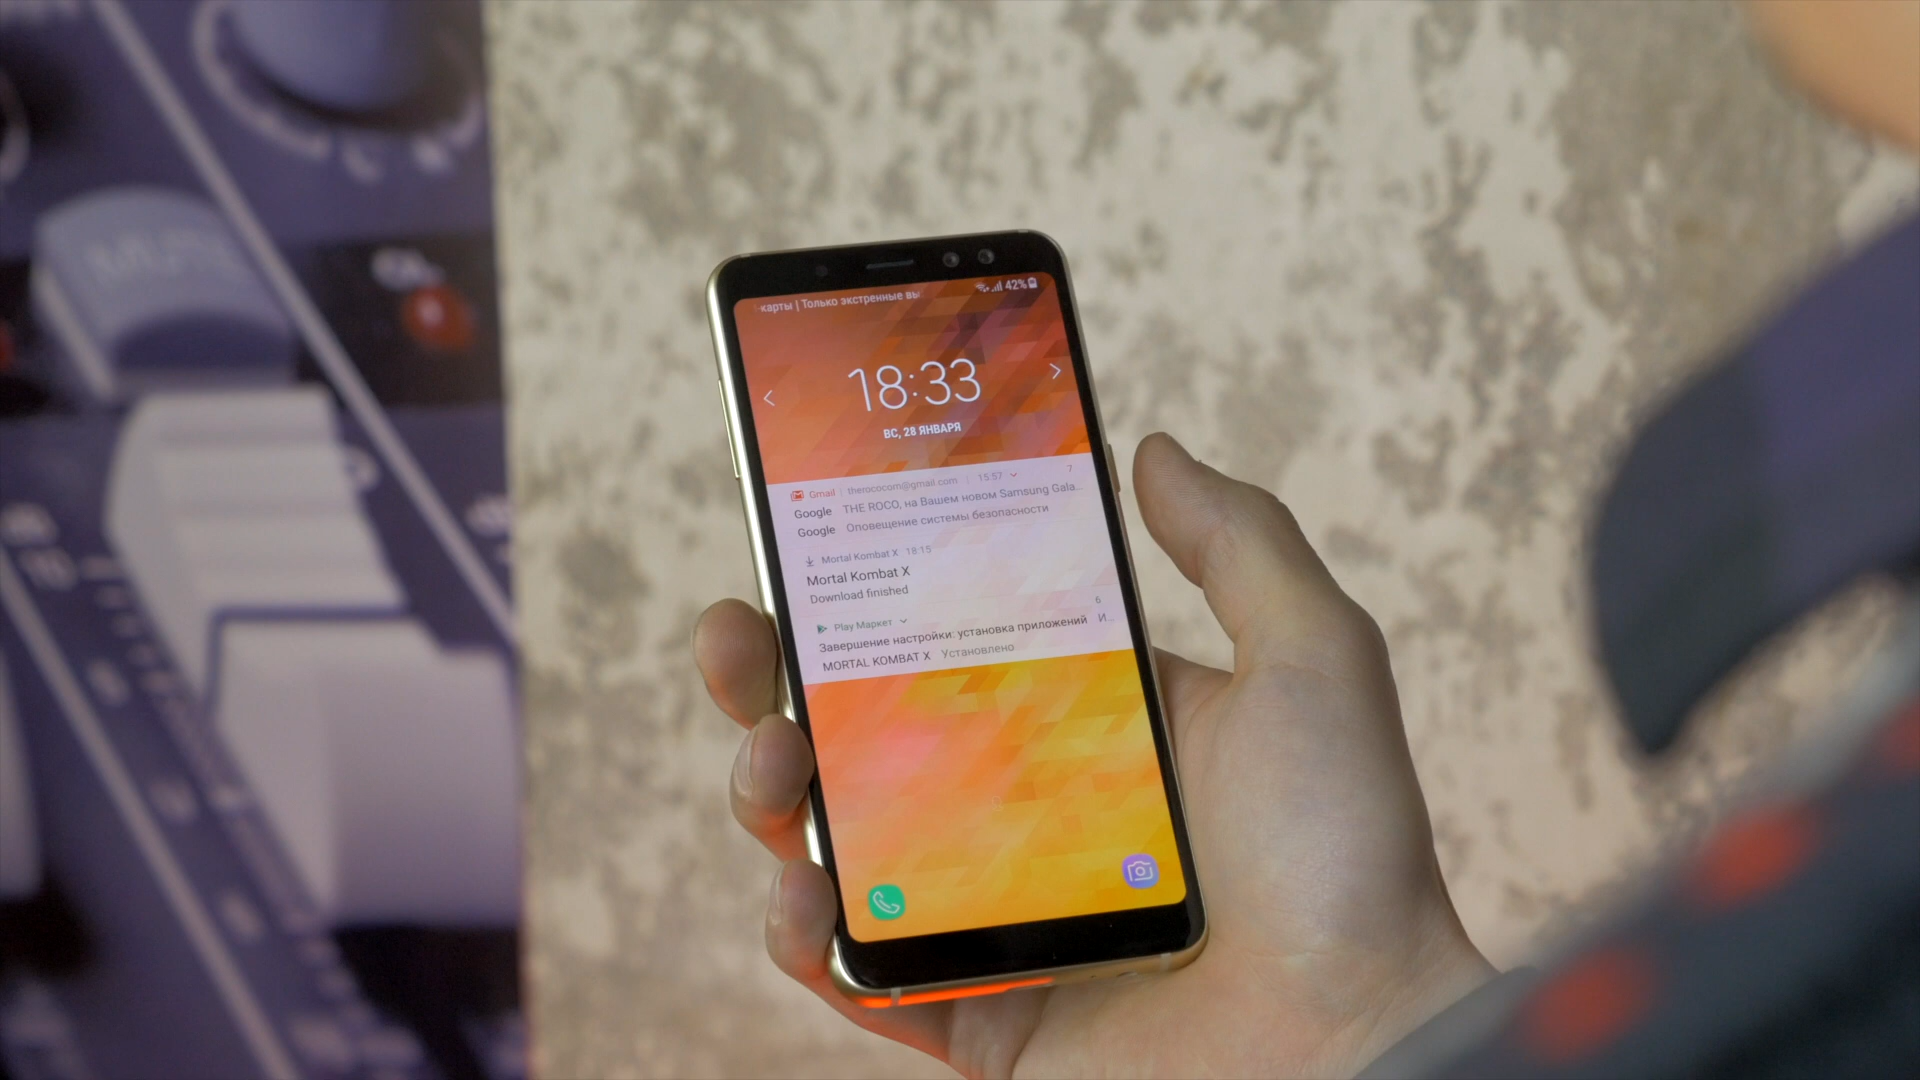 карты | Только экстренные вы
42%
18:33
ВС, 28 ЯНВАРЯ
Gmail | therococom@gmail.com | 15:57 7
Google THE ROCO, на Вашем новом Samsung Gala...
Google Оповещение системы безопасности
Mortal Kombat X 18:15
Mortal Kombat X
Download finished
Play Маркет 6
Завершение настройки: установка приложений И...
MORTAL KOMBAT X Установлено
L R